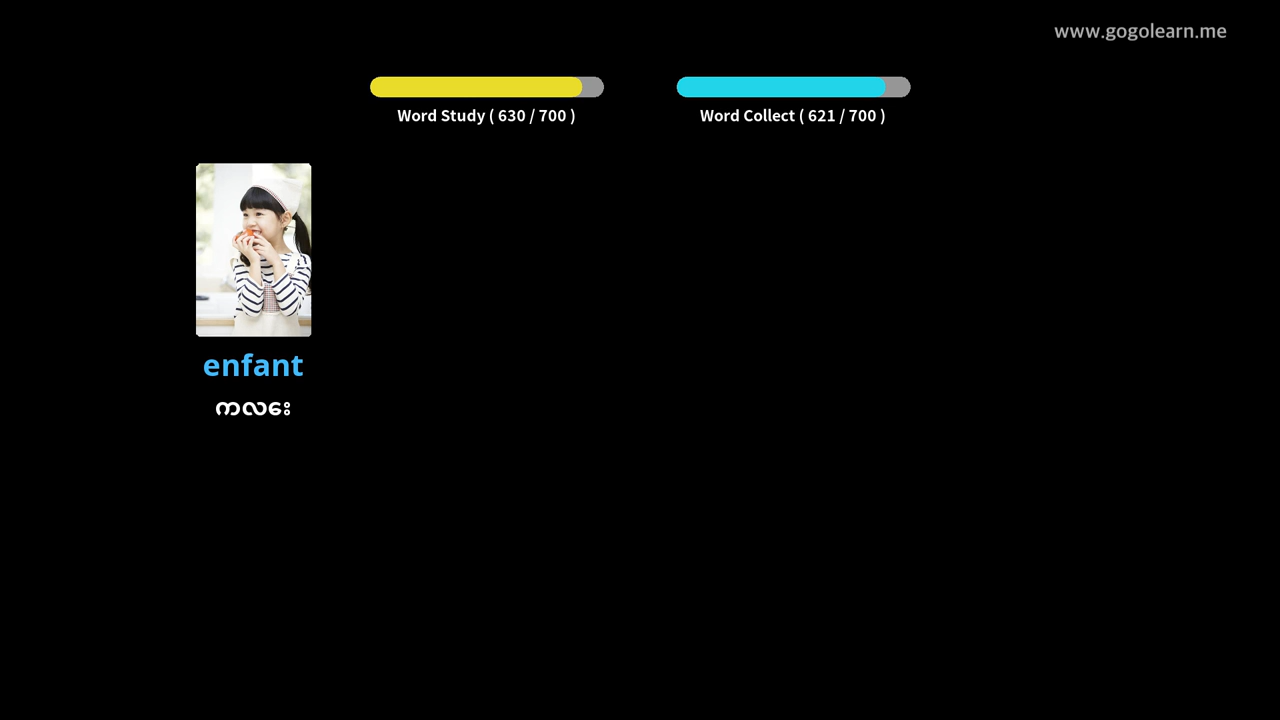 www.gogolearn.me
Word Study ( 630 / 700 )
Word Collect ( 621 / 700 )
enfant
ကလေး